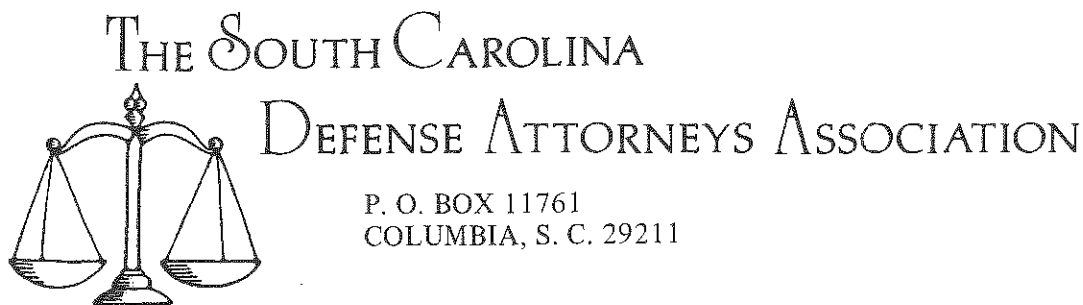 THE SOUTH CAROLINA
DEFENSE ATTORNEYS ASSOCIATION
P. O. BOX 11761
COLUMBIA, S. C. 29211